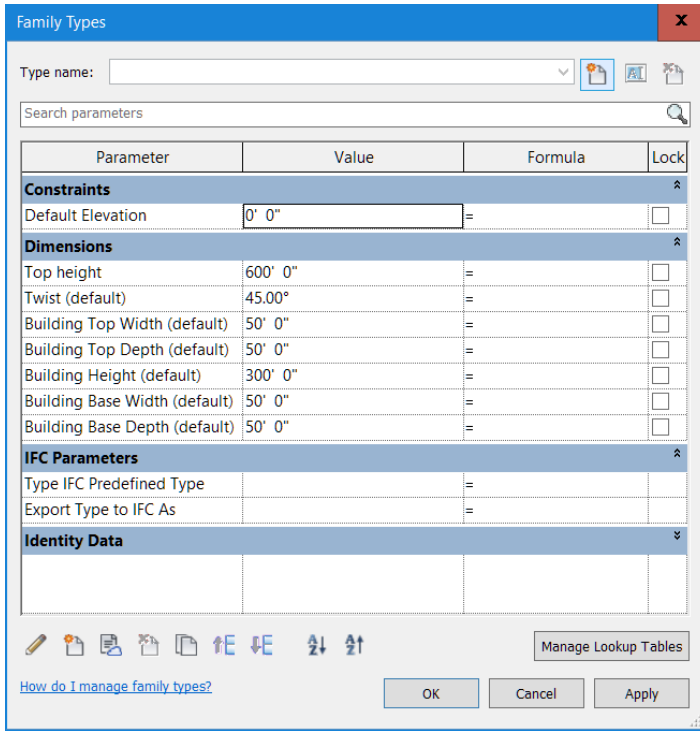 Family Types
Type name:
Search parameters
Parameter Value Formula Lock
Constraints
Default Elevation 0' 0" =
Dimensions
Top height 600' 0" =
Twist (default) 45.00° =
Building Top Width (default) 50' 0" =
Building Top Depth (default) 50' 0" =
Building Height (default) 300' 0" =
Building Base Width (default) 50' 0" =
Building Base Depth (default) 50' 0" =
IFC Parameters
Type IFC Predefined Type =
Export Type to IFC As =
Identity Data
Manage Lookup Tables
How do I manage family types? OK Cancel Apply